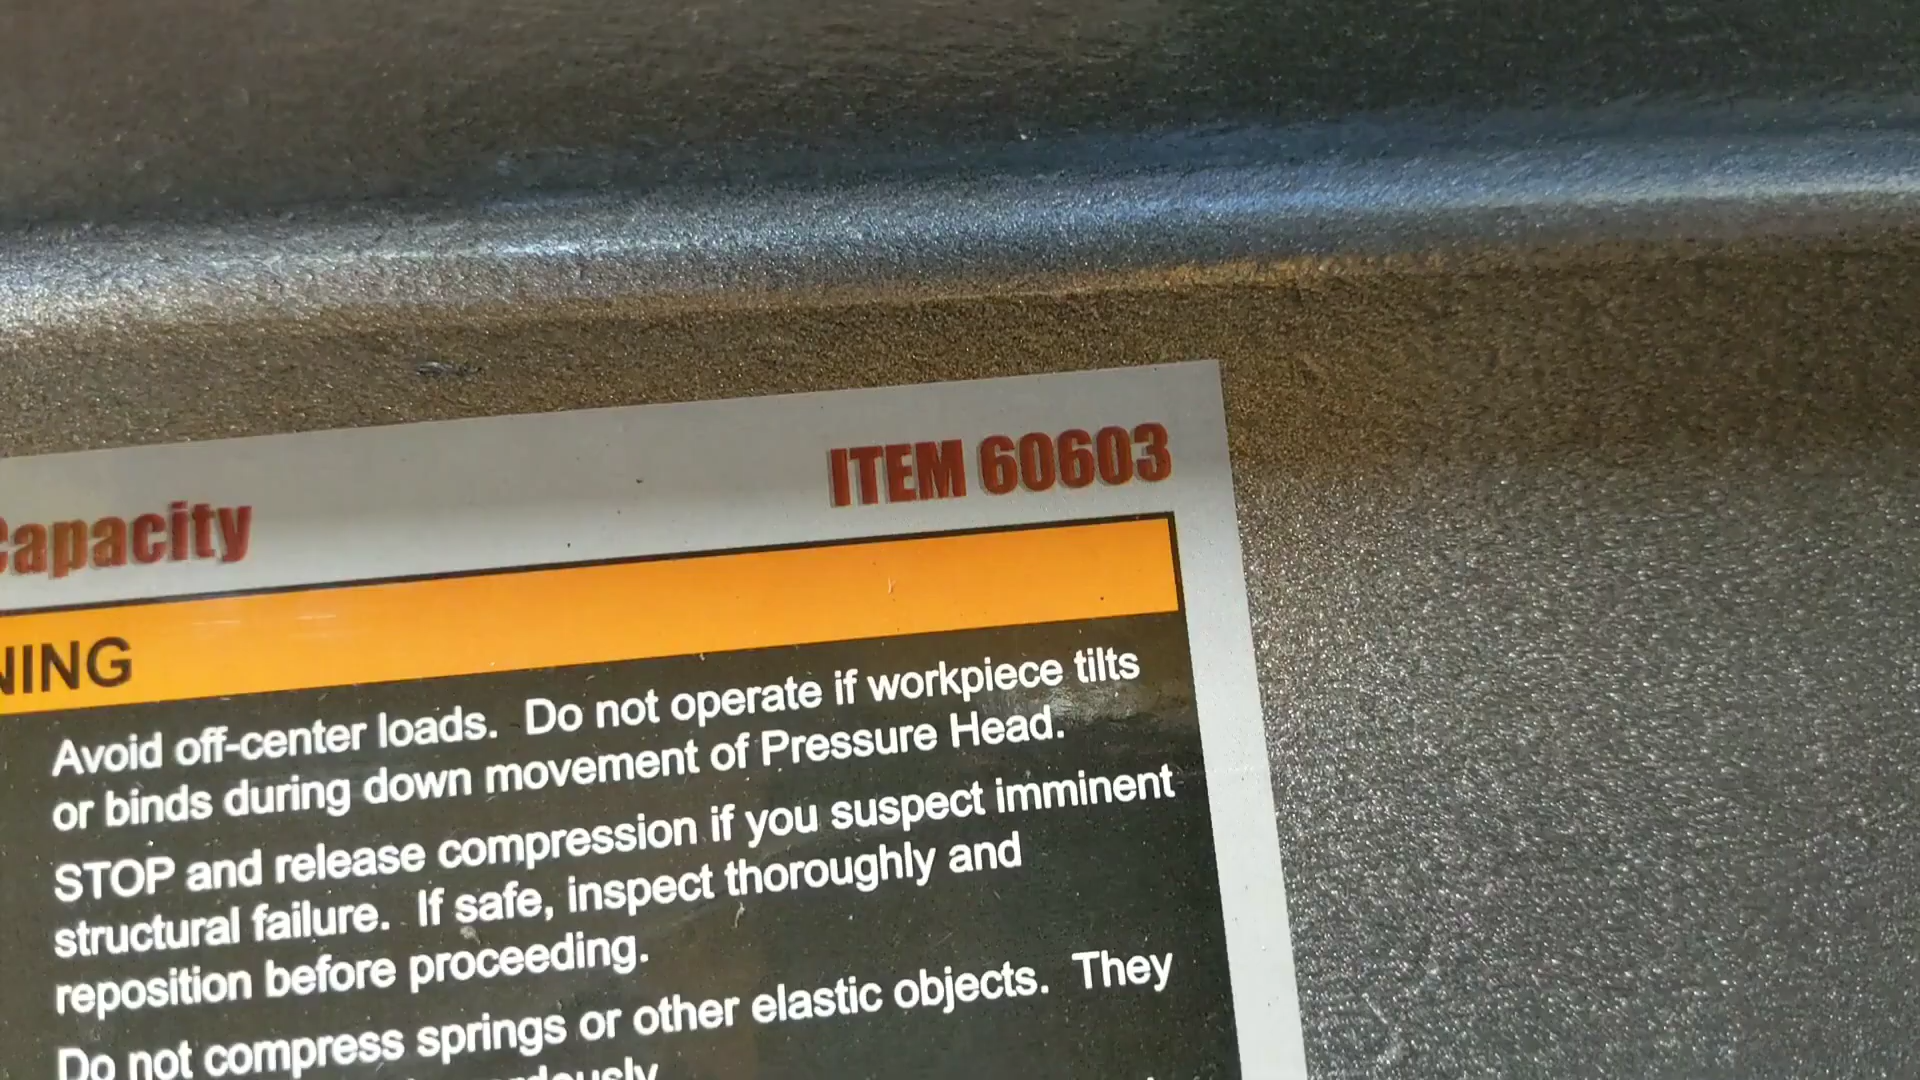 Capacity
ITEM 60603
NING
Avoid off-center loads. Do not operate if workpiece tilts
or binds during down movement of Pressure Head.
STOP and release compression if you suspect imminent
structural failure. If safe, inspect thoroughly and
reposition before proceeding.
Do not compress springs or other elastic objects. They